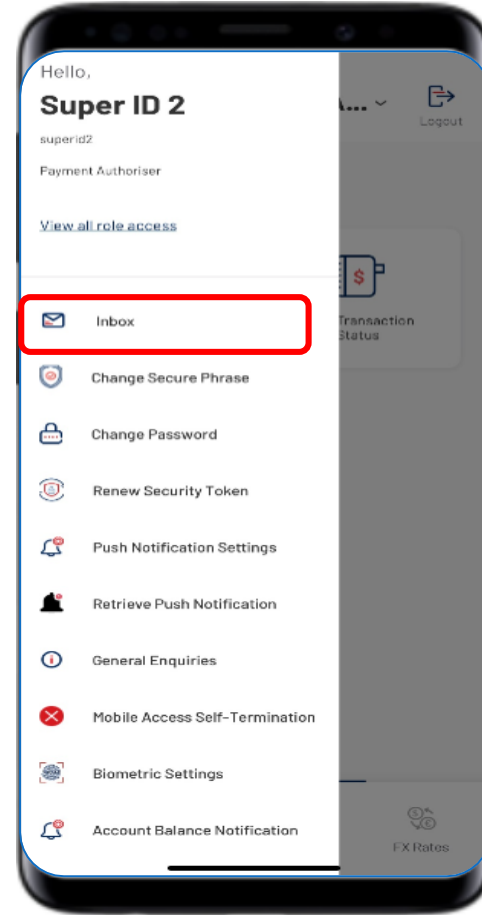 Hello,
Super ID 2
superid2
Payment Authoriser
View all role access
Logout
Inbox
Transaction
Status
Change Secure Phrase
Change Password
Renew Security Token
Push Notification Settings
Retrieve Push Notification
General Enquiries
Mobile Access Self-Termination
Biometric Settings
Account Balance Notification
FX Rates